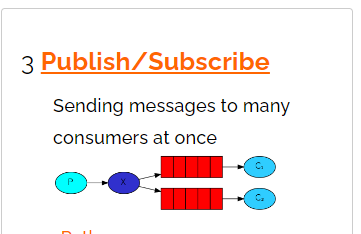 3 Publish/Subscribe
Sending messages to many
consumers at once
P X C₁
C₂